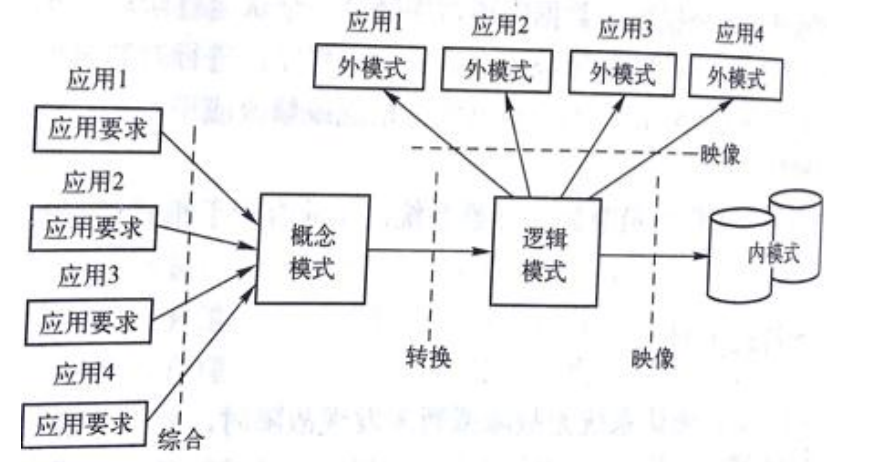 应用1
应用2
应用3
应用4
外模式
外模式
外模式
外模式
映像
应用1
应用要求
应用2
应用要求
应用3
应用要求
应用4
应用要求
综合
概念
模式
转换
逻辑
模式
映像
内模式